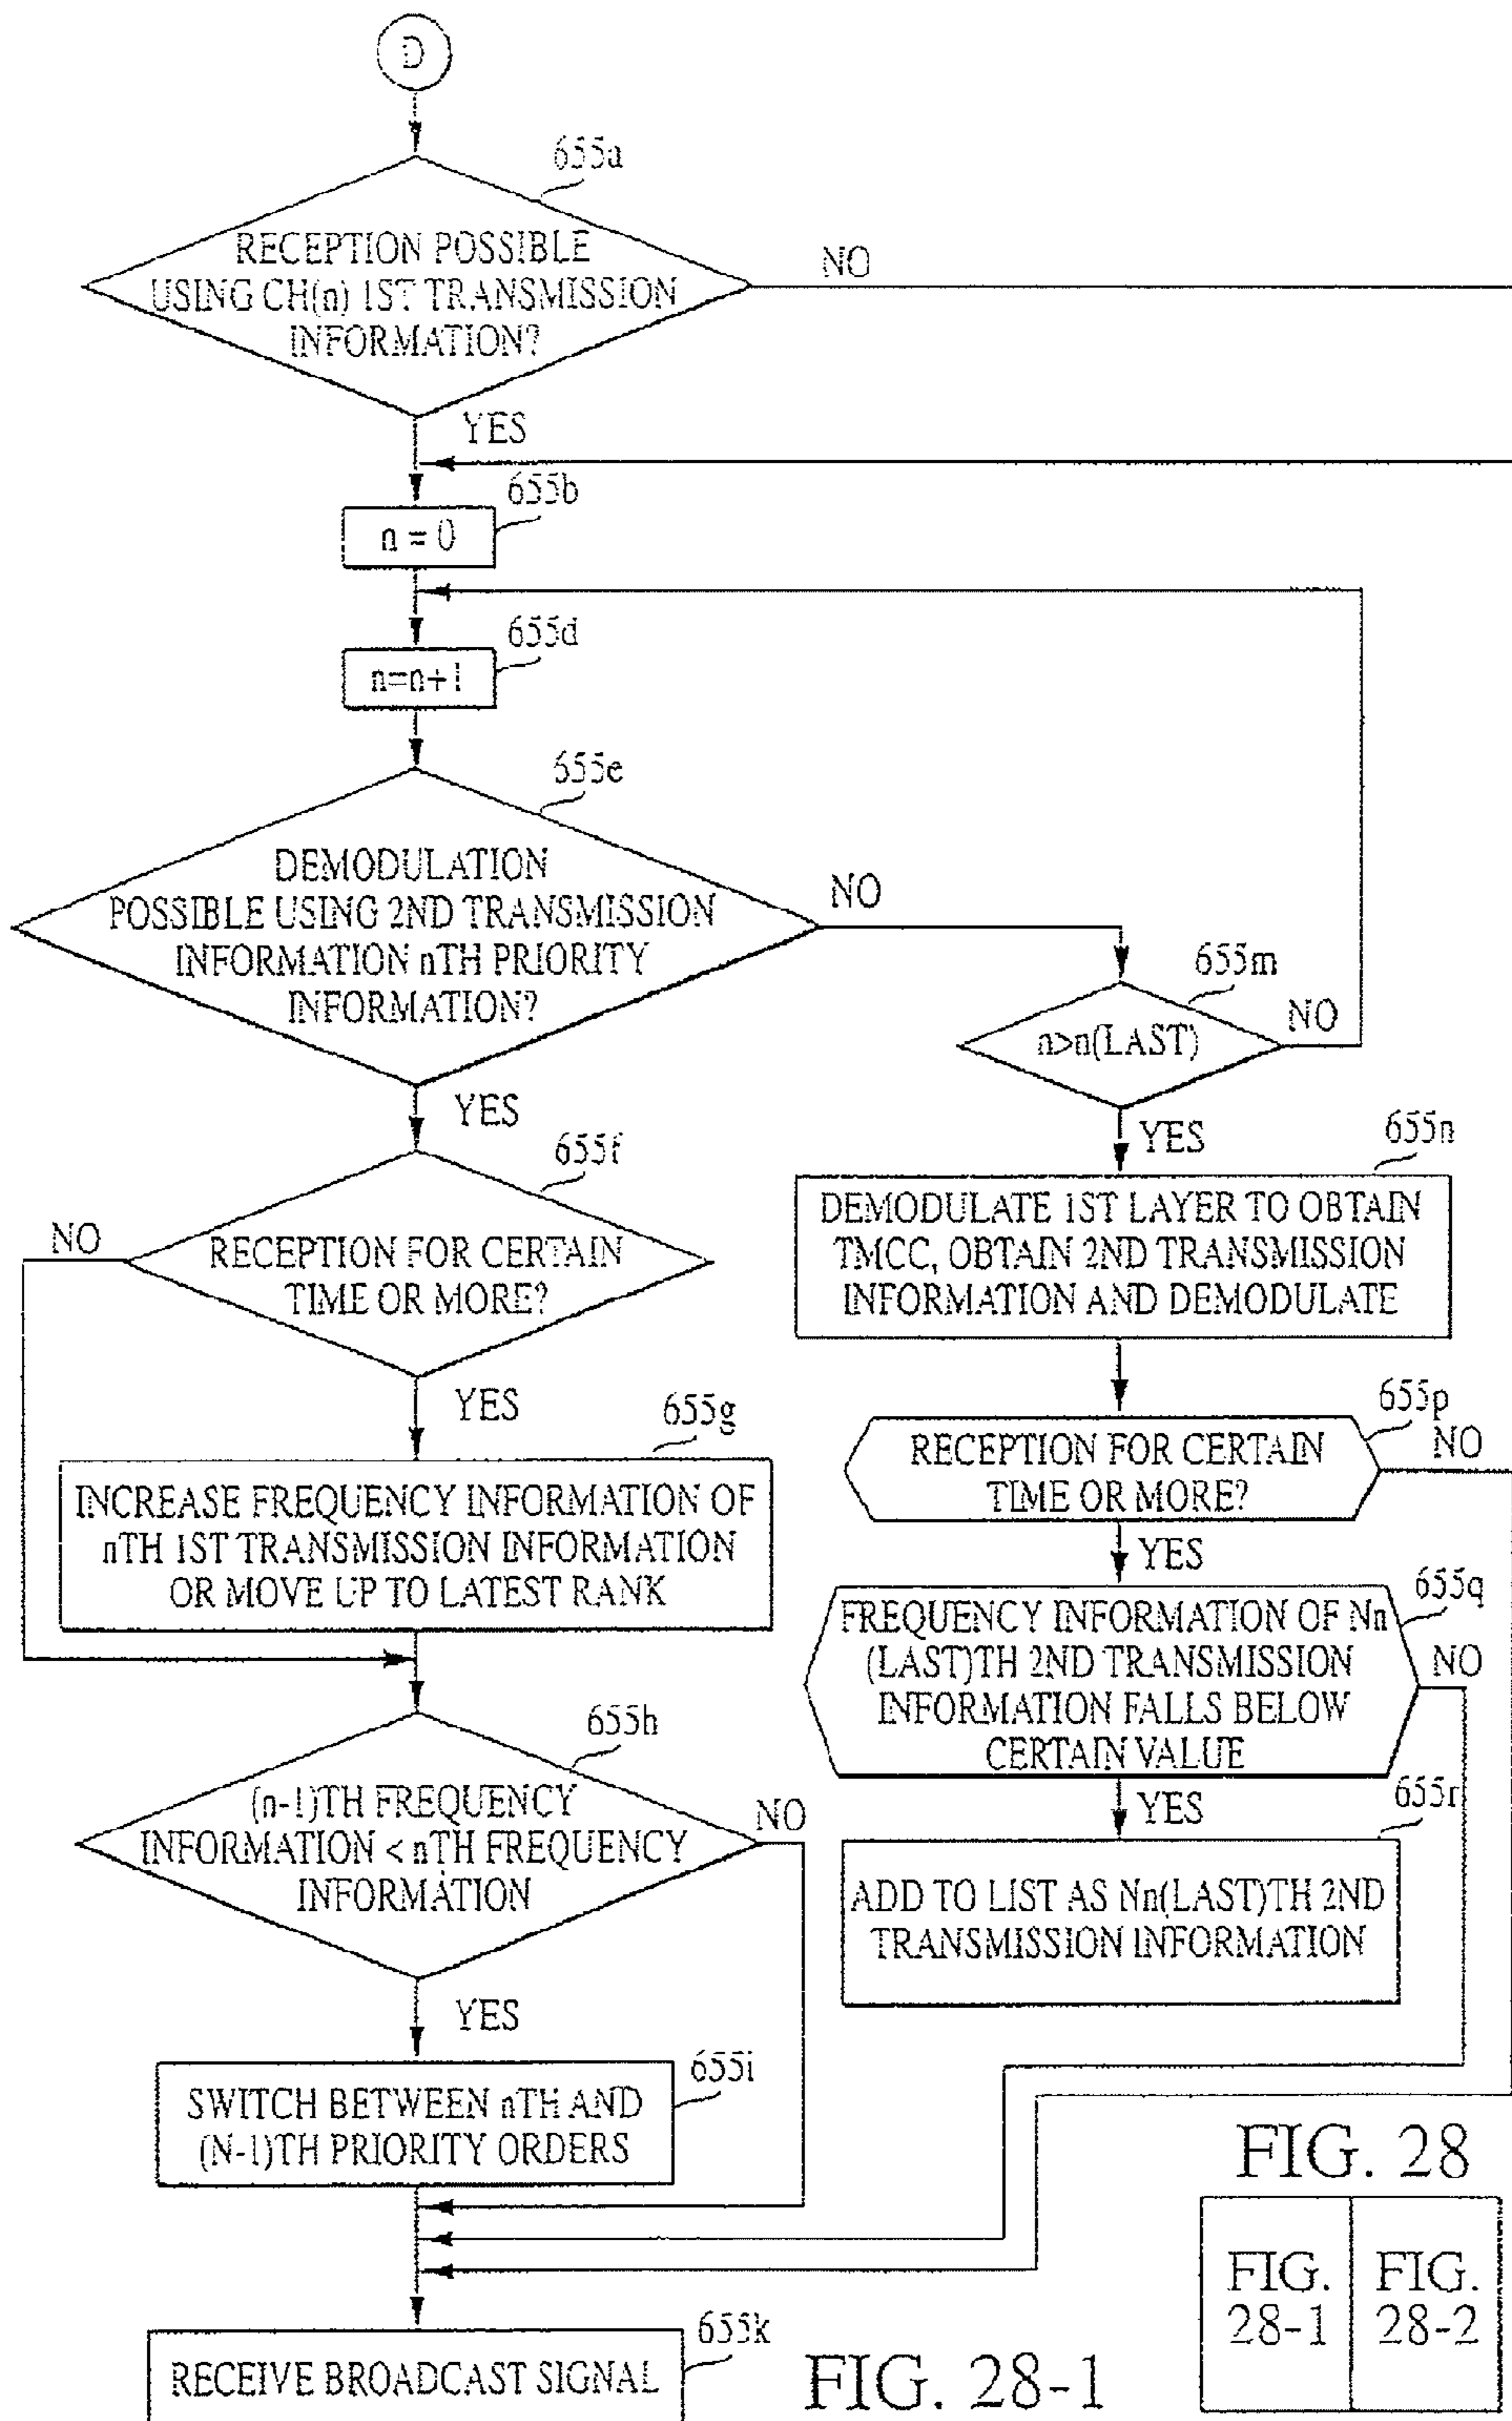 D
655a
RECEPTION POSSIBLE
USING CH(n) 1ST TRANSMISSION
INFORMATION?
NO
YES
655b
n = 0
655d
n=n+1
655e
DEMODULATION
POSSIBLE USING 2ND TRANSMISSION
INFORMATION nTH PRIORITY
INFORMATION?
NO
YES
655m
n>n(LAST)
NO
YES
655f
RECEPTION FOR CERTAIN
TIME OR MORE?
NO
YES
655n
DEMODULATE 1ST LAYER TO OBTAIN
TMCC, OBTAIN 2ND TRANSMISSION
INFORMATION AND DEMODULATE
655g
INCREASE FREQUENCY INFORMATION OF
nTH 1ST TRANSMISSION INFORMATION
OR MOVE UP TO LATEST RANK
655p
RECEPTION FOR CERTAIN
TIME OR MORE?
NO
YES
655q
FREQUENCY INFORMATION OF Nn
(LAST)TH 2ND TRANSMISSION
INFORMATION FALLS BELOW
CERTAIN VALUE
NO
YES
655h
(n-1)TH FREQUENCY
INFORMATION < nTH FREQUENCY
INFORMATION
NO
YES
655r
ADD TO LIST AS Nn(LAST)TH 2ND
TRANSMISSION INFORMATION
655i
SWITCH BETWEEN nTH AND
(N-1)TH PRIORITY ORDERS
655k
RECEIVE BROADCAST SIGNAL
FIG. 28-1
FIG. 28
FIG.
28-1
FIG.
28-2